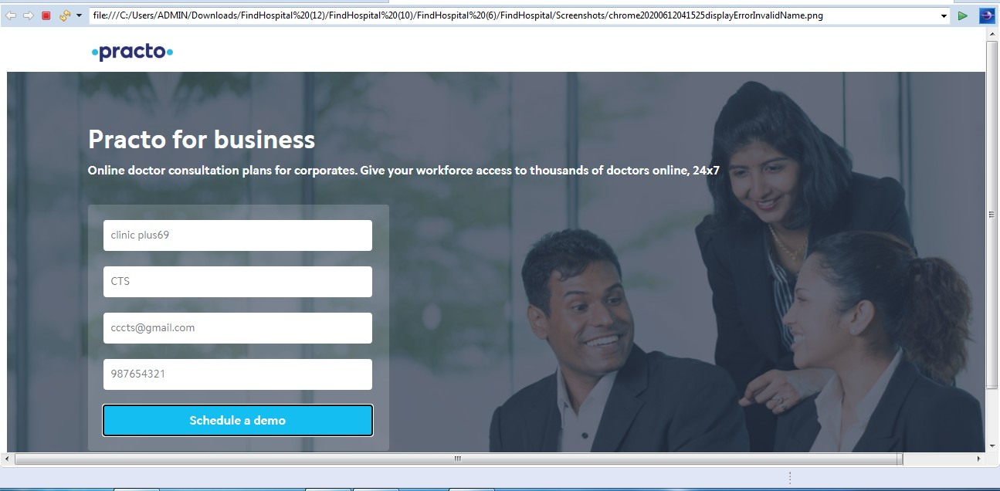 file:///C:/Users/ADMIN/Downloads/FindHospital%20(12)/FindHospital%20(10)/FindHospital%20(6)/FindHospital/Screenshots/chrome20200612041525displayErrorInvalidName.png
practo
Practo for business
Online doctor consultation plans for corporates. Give your workforce access to thousands of doctors online, 24x7
clinic plus69
CTS
cccts@gmail.com
987654321
Schedule a demo